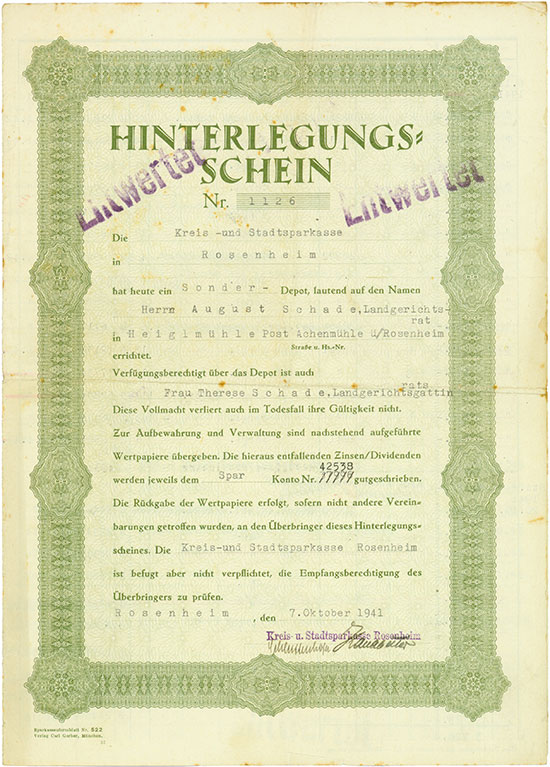 HINTERLEGUNGS=
SCHEIN
Entwertet
Entwertet
Nr. 1126
Die Kreis -und Stadtsparkasse
in Rosenheim
hat heute ein Sonder- Depot, lautend auf den Namen
Herrn August Schade, Landgerichts-
rat
in Heiglmühle Post Achenmühle ü/Rosenheim
Straße u. Hs.-Nr.
errichtet.
Verfügungsberechtigt über das Depot ist auch
rats
Frau Therese Schade, Landgerichtsgattin
Diese Vollmacht verliert auch im Todesfall ihre Gültigkeit nicht.
Zur Aufbewahrung und Verwaltung sind nachstehend aufgeführte
Wertpapiere übergeben. Die hieraus entfallenden Zinsen/Dividenden
42538
werden jeweils dem Spar Konto Nr. gutgeschrieben.
Die Rückgabe der Wertpapiere erfolgt, sofern nicht andere Verein-
barungen getroffen wurden, an den Überbringer dieses Hinterlegungs-
scheines. Die Kreis-und Stadtsparkasse Rosenheim
ist befugt aber nicht verpflichtet, die Empfangsberechtigung des
Überbringers zu prüfen.
Rosenheim, den 7.Oktober 1941
Kreis- u. Stadtsparkasse Rosenheim
Sparkassenformblatt Nr. 522
Verlag Carl Gerber, München.